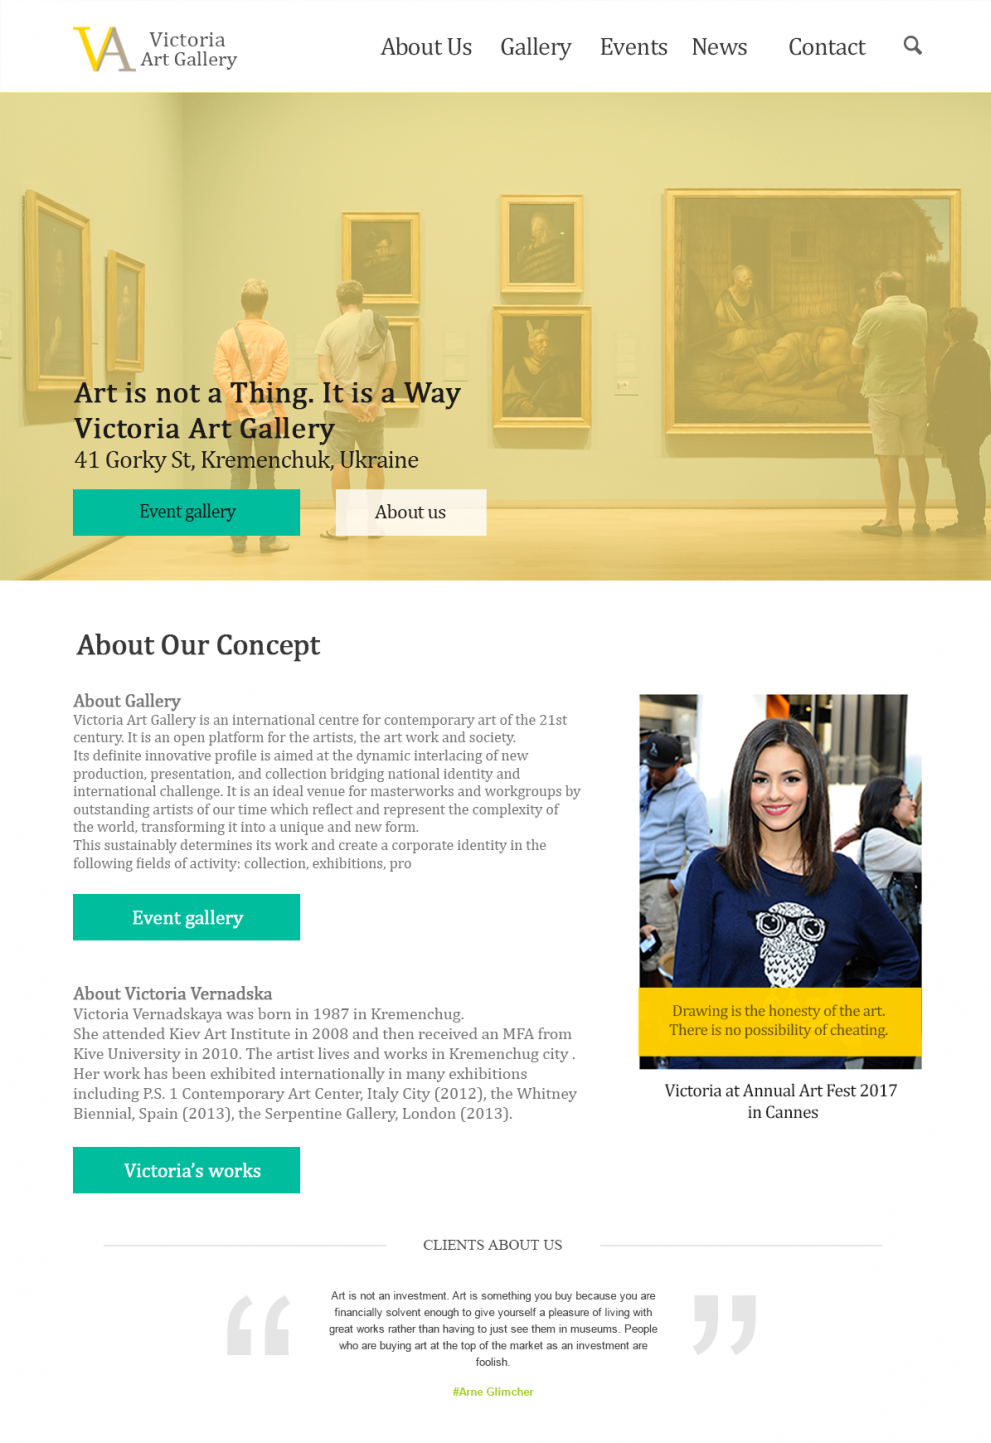 VA
Victoria
Art Gallery
About Us Gallery Events News Contact
Art is not a Thing. It is a Way
Victoria Art Gallery
41 Gorky St, Kremenchuk, Ukraine
Event gallery
About us
About Our Concept
About Gallery
Victoria Art Gallery is an international centre for contemporary art of the 21st
century. It is an open platform for the artists, the art work and society.
Its definite innovative profile is aimed at the dynamic interlacing of new
production, presentation, and collection bridging national identity and
international challenge. It is an ideal venue for masterworks and workgroups by
outstanding artists of our time which reflect and represent the complexity of
the world, transforming it into a unique and new form.
This sustainably determines its work and create a corporate identity in the
following fields of activity: collection, exhibitions, pro
Event gallery
About Victoria Vernadska
Victoria Vernadskaya was born in 1987 in Kremenchug.
She attended Kiev Art Institute in 2008 and then received an MFA from
Kive University in 2010. The artist lives and works in Kremenchug city .
Her work has been exhibited internationally in many exhibitions
including P.S. 1 Contemporary Art Center, Italy City (2012), the Whitney
Biennial, Spain (2013), the Serpentine Gallery, London (2013).
Victoria's works
Drawing is the honesty of the art.
There is no possibility of cheating.
Victoria at Annual Art Fest 2017
in Cannes
CLIENTS ABOUT US
“
Art is not an investment. Art is something you buy because you are
financially solvent enough to give yourself a pleasure of living with
great works rather than having to just see them in museums. People
who are buying art at the top of the market as an investment are
foolish.
”
#Arne Glimcher